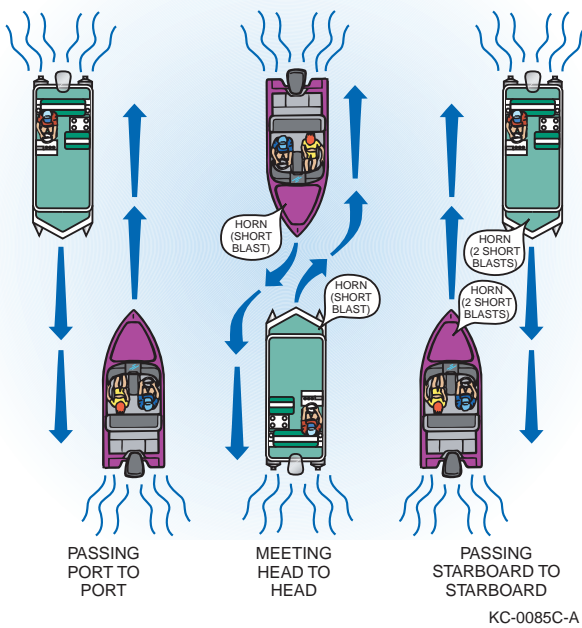 HORN
(SHORT
BLAST)
HORN
(SHORT
BLAST)
HORN
(2 SHORT
BLASTS)
HORN
(2 SHORT
BLASTS)
PASSING
PORT TO
PORT
MEETING
HEAD TO
HEAD
PASSING
STARBOARD TO
STARBOARD
KC-0085C-A